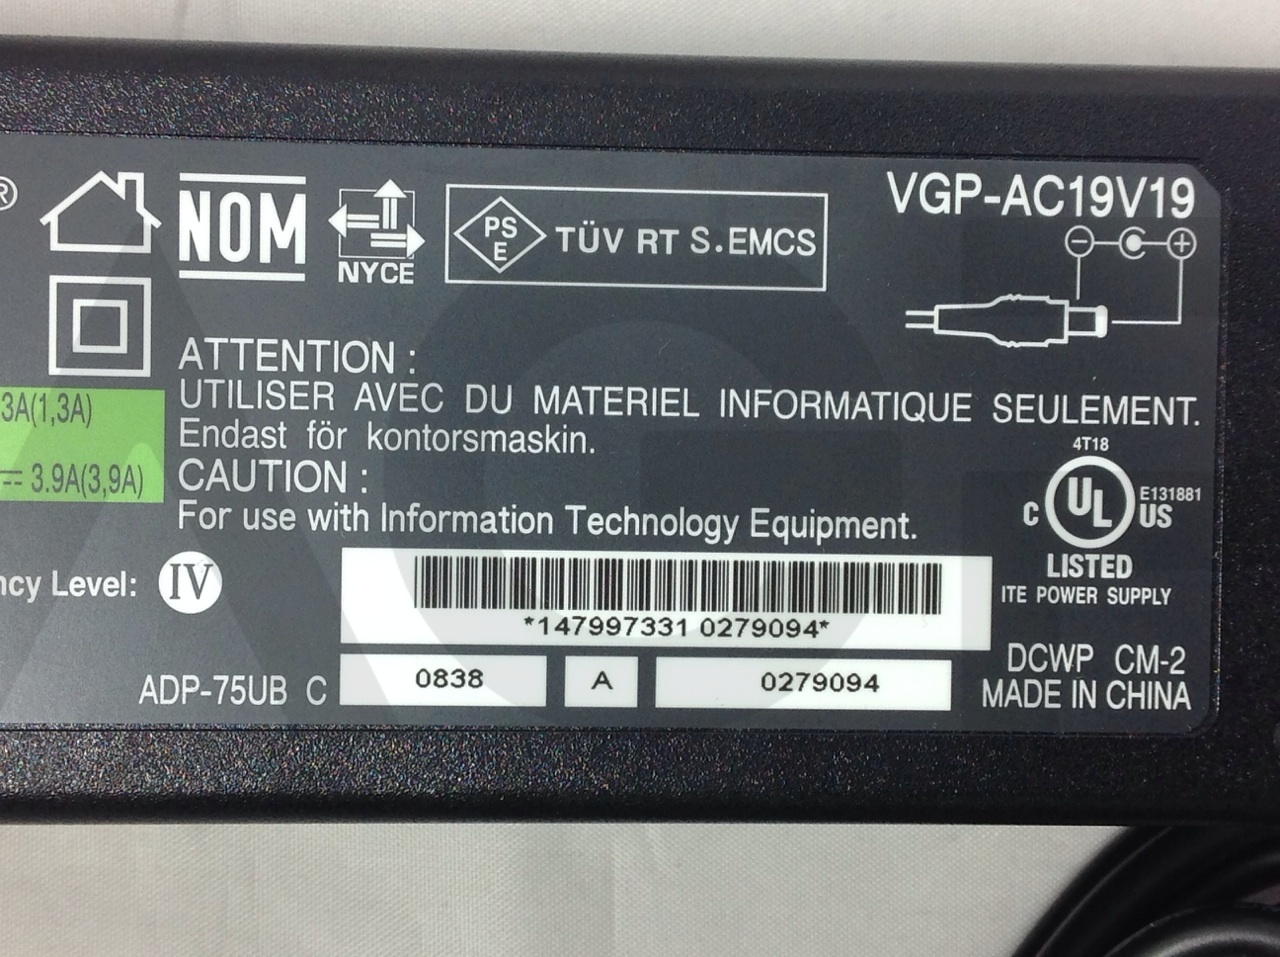 ®
NOM
NYCE
PS
E
TÜV RT S.EMCS
VGP-AC19V19
ATTENTION :
UTILISER AVEC DU MATERIEL INFORMATIQUE SEULEMENT.
Endast för kontorsmaskin.
CAUTION :
For use with Information Technology Equipment.
3A(1,3A)
3.9A(3,9A)
4T18
C UL US
E131881
LISTED
ITE POWER SUPPLY
Level: IV
*147997331 0279094*
ADP-75UB C
0838
A
0279094
DCWP CM-2
MADE IN CHINA